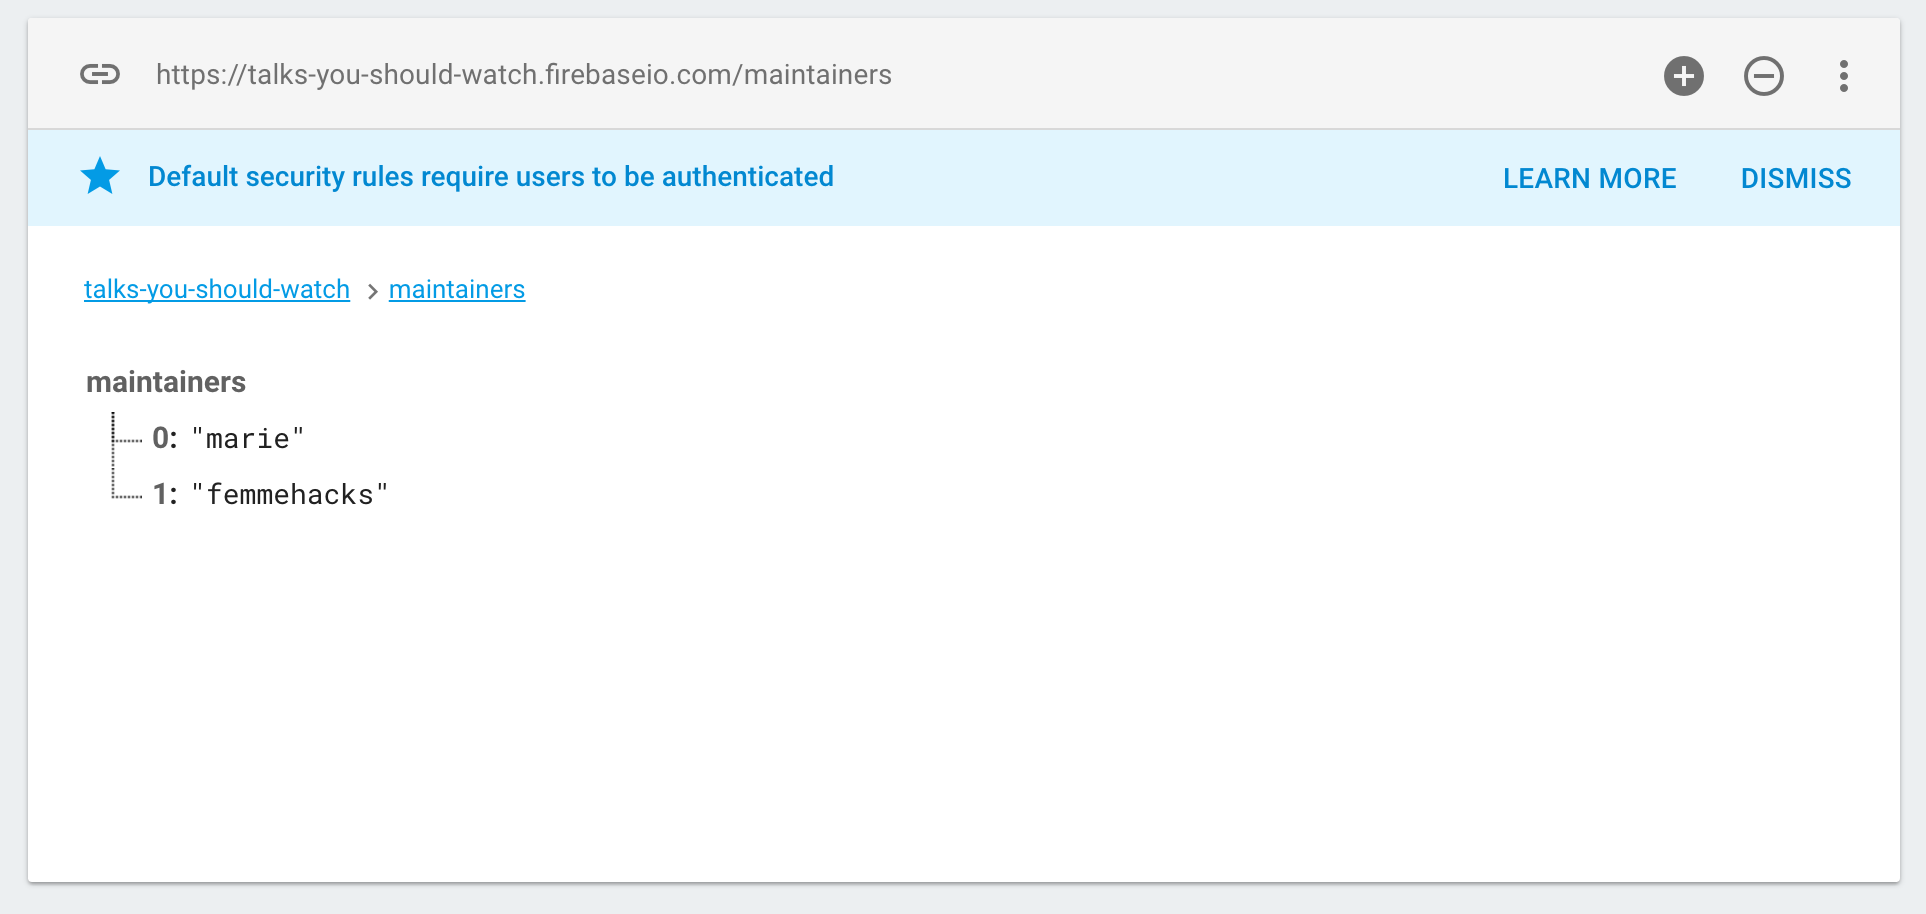 https://talks-you-should-watch.firebaseio.com/maintainers
Default security rules require users to be authenticated LEARN MORE DISMISS
talks-you-should-watch > maintainers
maintainers
0: "marie"
1: "femmehacks"